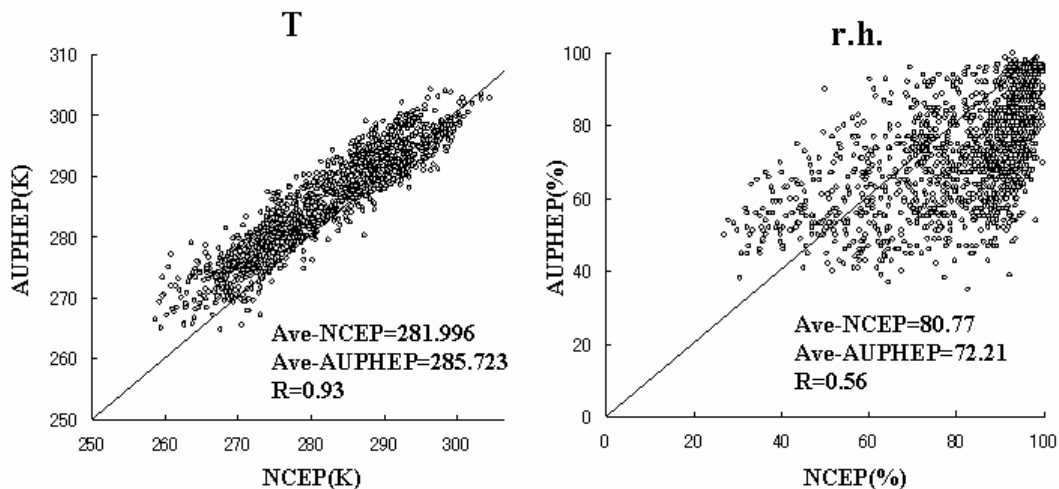 T
310
300
290
280
270
260
250
AUPHEP(K)
250
260
270
280
290
300
NCEP(K)
Ave-NCEP=281.996
Ave-AUPHEP=285.723
R=0.93
r.h.
100
80
60
40
20
0
AUPHEP(%)
0
20
40
60
80
100
NCEP(%)
Ave-NCEP=80.77
Ave-AUPHEP=72.21
R=0.56